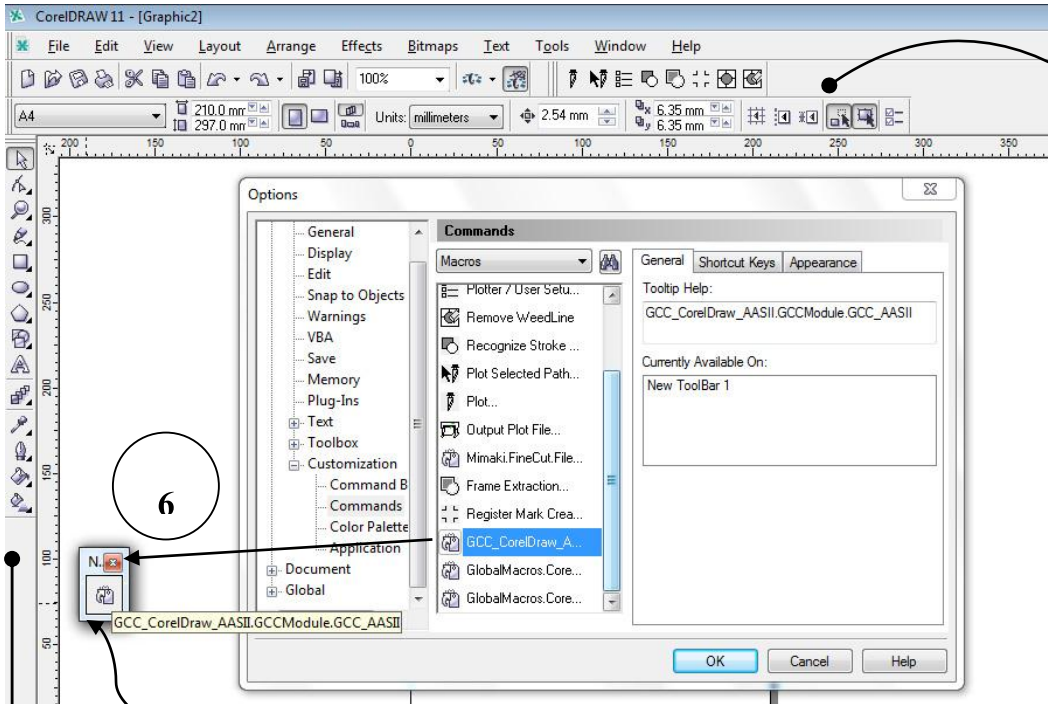 CorelDRAW 11 - [Graphic2]
File Edit View Layout Arrange Effects Bitmaps Text Tools Window Help
100%
A4 210.0 mm 297.0 mm Units: millimeters 2.54 mm x 6.35 mm y 6.35 mm
200 150 100 50 0 50 100 150 200 250 300 350
300
250
200
150
100
50
Options
General
Display
Edit
Snap to Objects
Warnings
VBA
Save
Memory
Plug-Ins
Text
Toolbox
Customization
Command B
Commands
Color Palette
Application
Document
Global
Commands
Macros
Plotter / User Setu...
Remove WeedLine
Recognize Stroke ...
Plot Selected Path...
Plot...
Output Plot File...
Mimaki.FineCut.File...
Frame Extraction...
Register Mark Crea...
GCC_CorelDraw_A...
GlobalMacros.Core...
GlobalMacros.Core...
General Shortcut Keys Appearance
Tooltip Help:
GCC_CorelDraw_AASII.GCCModule.GCC_AASII
Currently Available On:
New ToolBar 1
OK Cancel Help
6
N..
GCC_CorelDraw_AASII.GCCModule.GCC_AASII